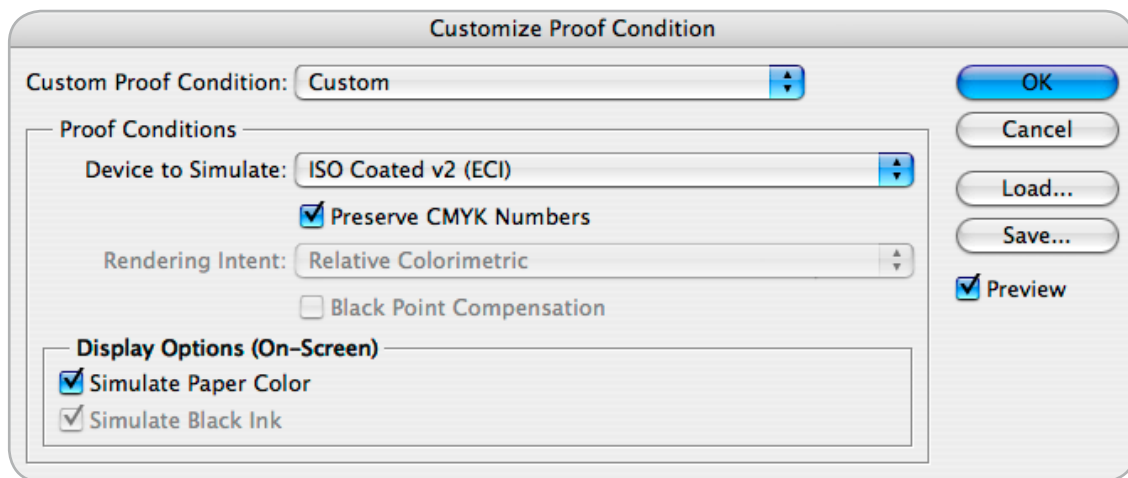 Customize Proof Condition
Custom Proof Condition: Custom
OK
Proof Conditions
Cancel
Device to Simulate: ISO Coated v2 (ECI)
Load...
Preserve CMYK Numbers
Save...
Rendering Intent: Relative Colorimetric
Preview
Black Point Compensation
Display Options (On-Screen)
Simulate Paper Color
Simulate Black Ink